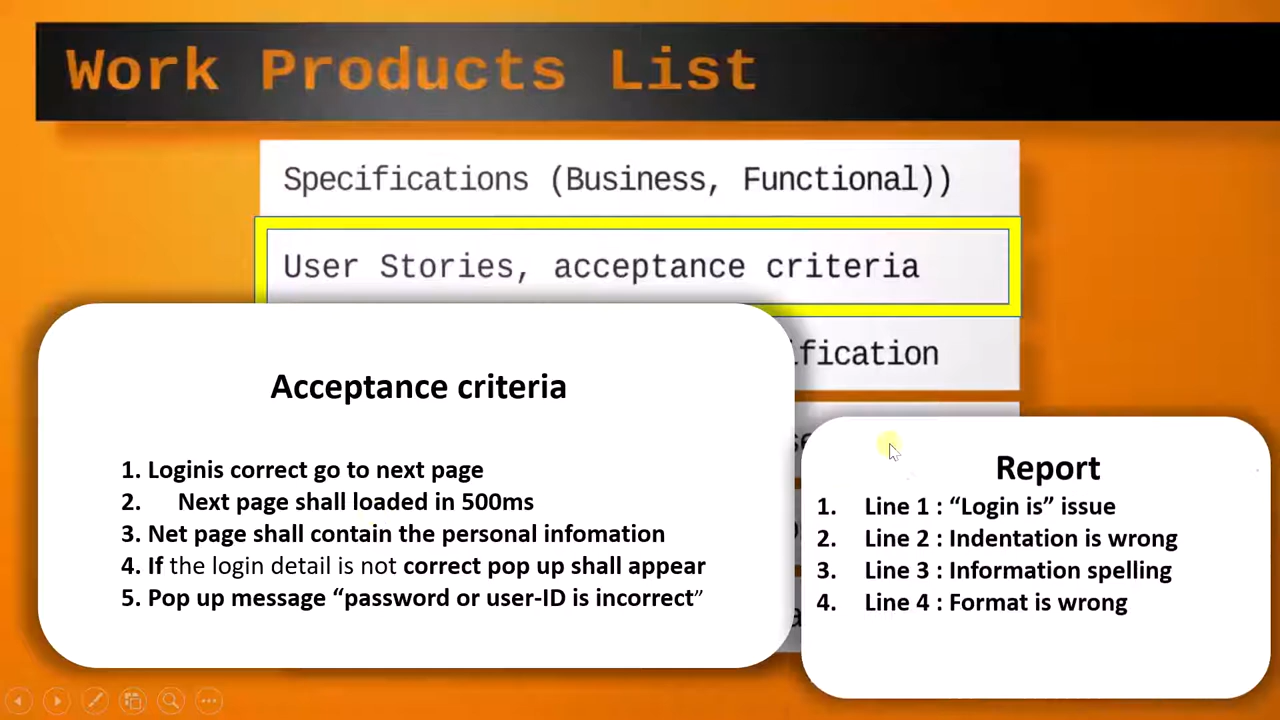 Work Products List
Specifications (Business, Functional))
User Stories, acceptance criteria
Acceptance criteria
1. Loginis correct go to next page
2. Next page shall loaded in 500ms
3. Net page shall contain the personal infomation
4. If the login detail is not correct pop up shall appear
5. Pop up message “password or user-ID is incorrect”
Report
1. Line 1 : “Login is” issue
2. Line 2 : Indentation is wrong
3. Line 3 : Information spelling
4. Line 4 : Format is wrong